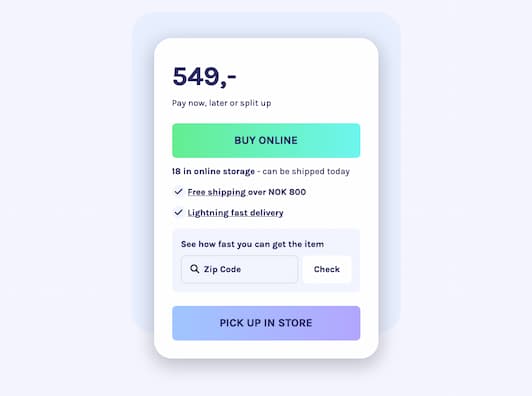 549,-
Pay now, later or split up
BUY ONLINE
18 in online storage - can be shipped today
Free shipping over NOK 800
Lightning fast delivery
See how fast you can get the item
Zip Code
Check
PICK UP IN STORE